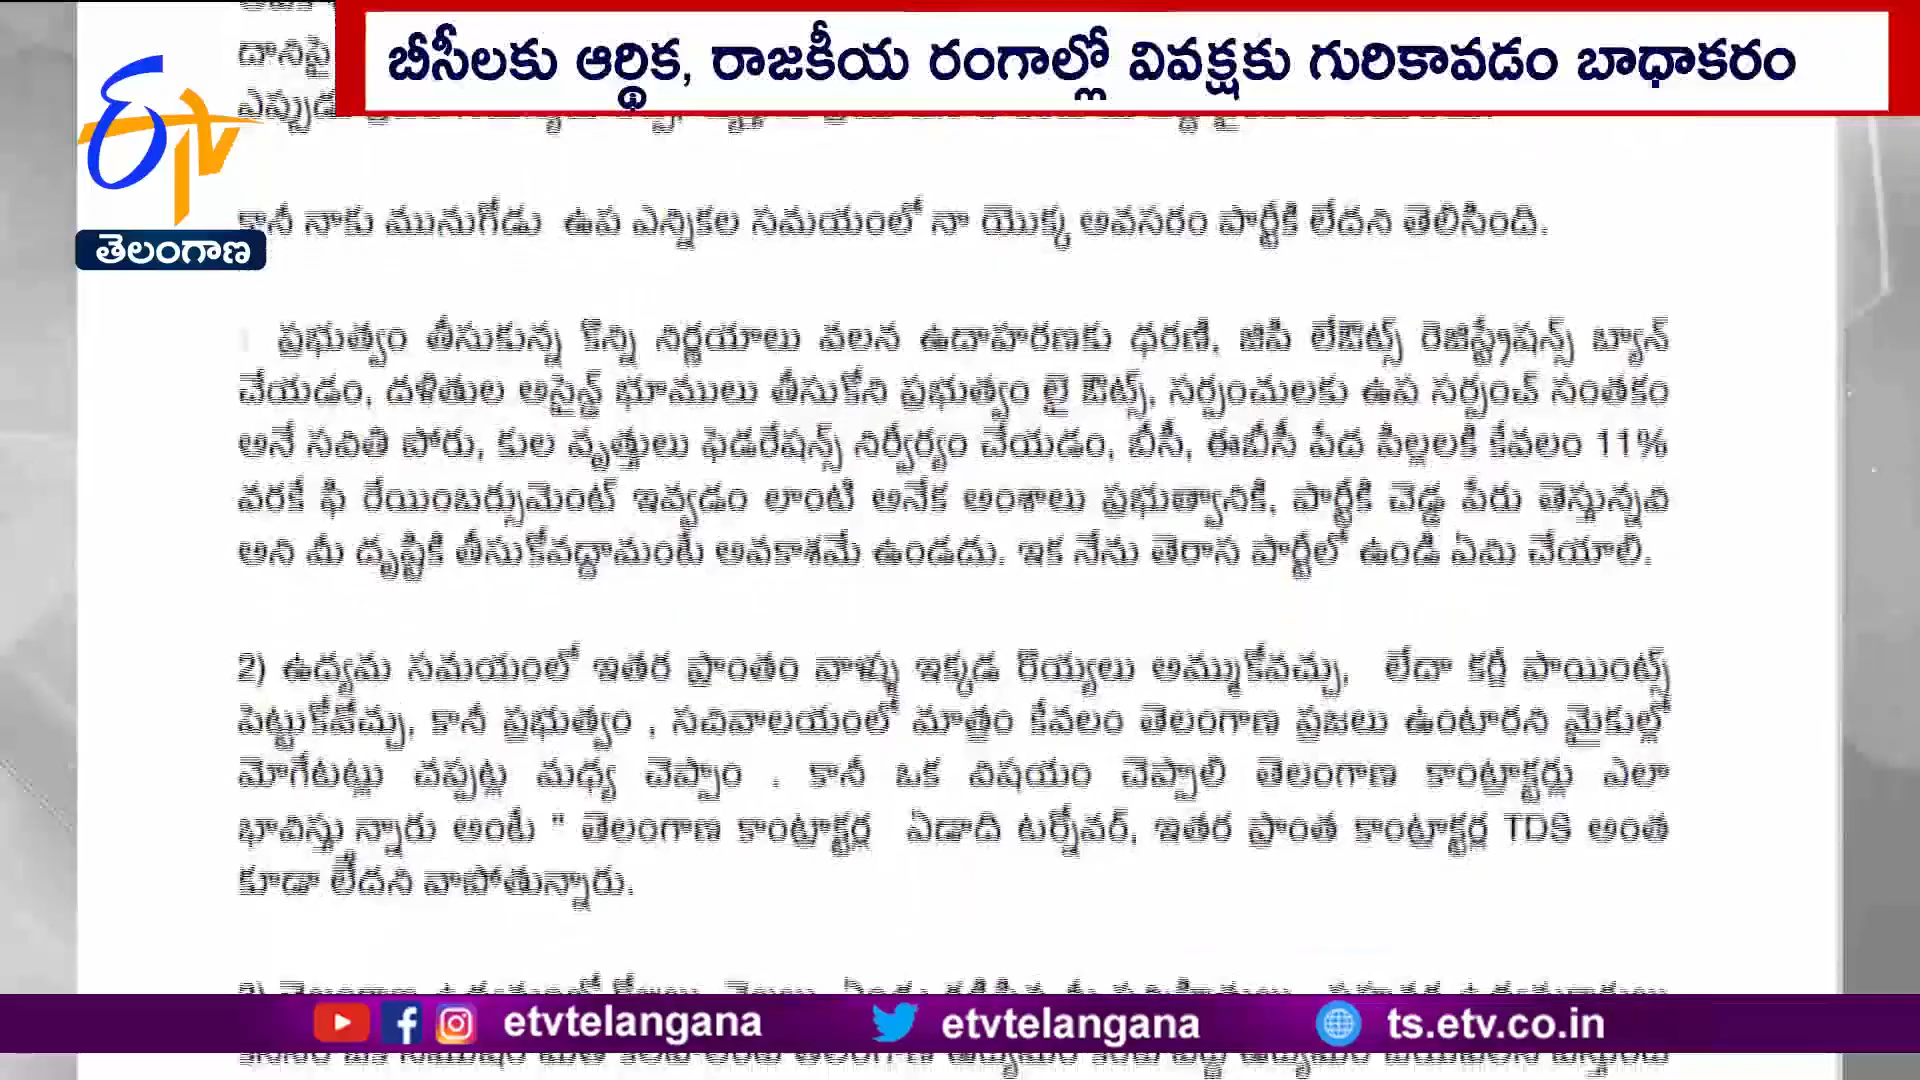 బీసీలకు ఆర్థిక, రాజకీయ రంగాల్లో వివక్షకు గురికావడం బాధాకరం
దానిపై
ఎప్పుడు
ETV
తెలంగాణ
కానీ నాకు మునుగోడు ఉప ఎన్నికల సమయంలో నా యొక్క అవసరం పార్టీకి లేదని తెలిసింది.
ప్రభుత్వం తీసుకున్న కొన్ని నిర్ణయాలు వలన ఉదాహరణకు ధరణి, జిపి లేఔట్స్ రెజిస్ట్రేషన్స్ బ్యాన్
చేయడం, దళితుల అసైన్డ్ భూములు తీసుకోని ప్రభుత్వం లై ఔట్స్, సర్పంచులకు ఉప సర్పంచ్ సంతకం
అనే సవితి పోరు, కుల వృత్తులు ఫెడరేషన్స్ నిర్వీర్యం చేయడం, బీసీ, ఈబీసీ పేద పిల్లలకి కేవలం 11%
వరకే ఫీ రేయింబర్సుమెంట్ ఇవ్వడం లాంటి అనేక అంశాలు ప్రభుత్వానికి, పార్టీకి చెడ్డ పేరు తెస్తున్నవి
అని మీ దృష్టికి తీసుకోవద్దామంటే అవకాశమే ఉండదు. ఇక నేను తెరాస పార్టీలో ఉండి ఏమి చేయాలి.
2) ఉద్యమ సమయంలో ఇతర ప్రాంతం వాళ్ళు ఇక్కడ రొయ్యలు అమ్ముకోవచ్చు, లేదా కర్రీ పాయింట్స్
పెట్టుకోవచ్చు, కానీ ప్రభుత్వం , సచివాలయంలో మాత్రం కేవలం తెలంగాణ ప్రజలు ఉంటారని మైకుల్లో
మోగేటట్లు చప్పట్ల మధ్య చెప్పాం . కానీ ఒక విషయం చెప్పాలి తెలంగాణ కాంట్రాక్టర్లు ఎలా
భావిస్తు న్నారు అంటే " తెలంగాణ కాంట్రాక్టర్ల ఏడాది టర్నోవర్, ఇతర ప్రాంత కాంట్రాక్టర్ల TDS అంత
కూడా లేదని వాపోతున్నారు.
etvtelangana etvtelangana ts.etv.co.in